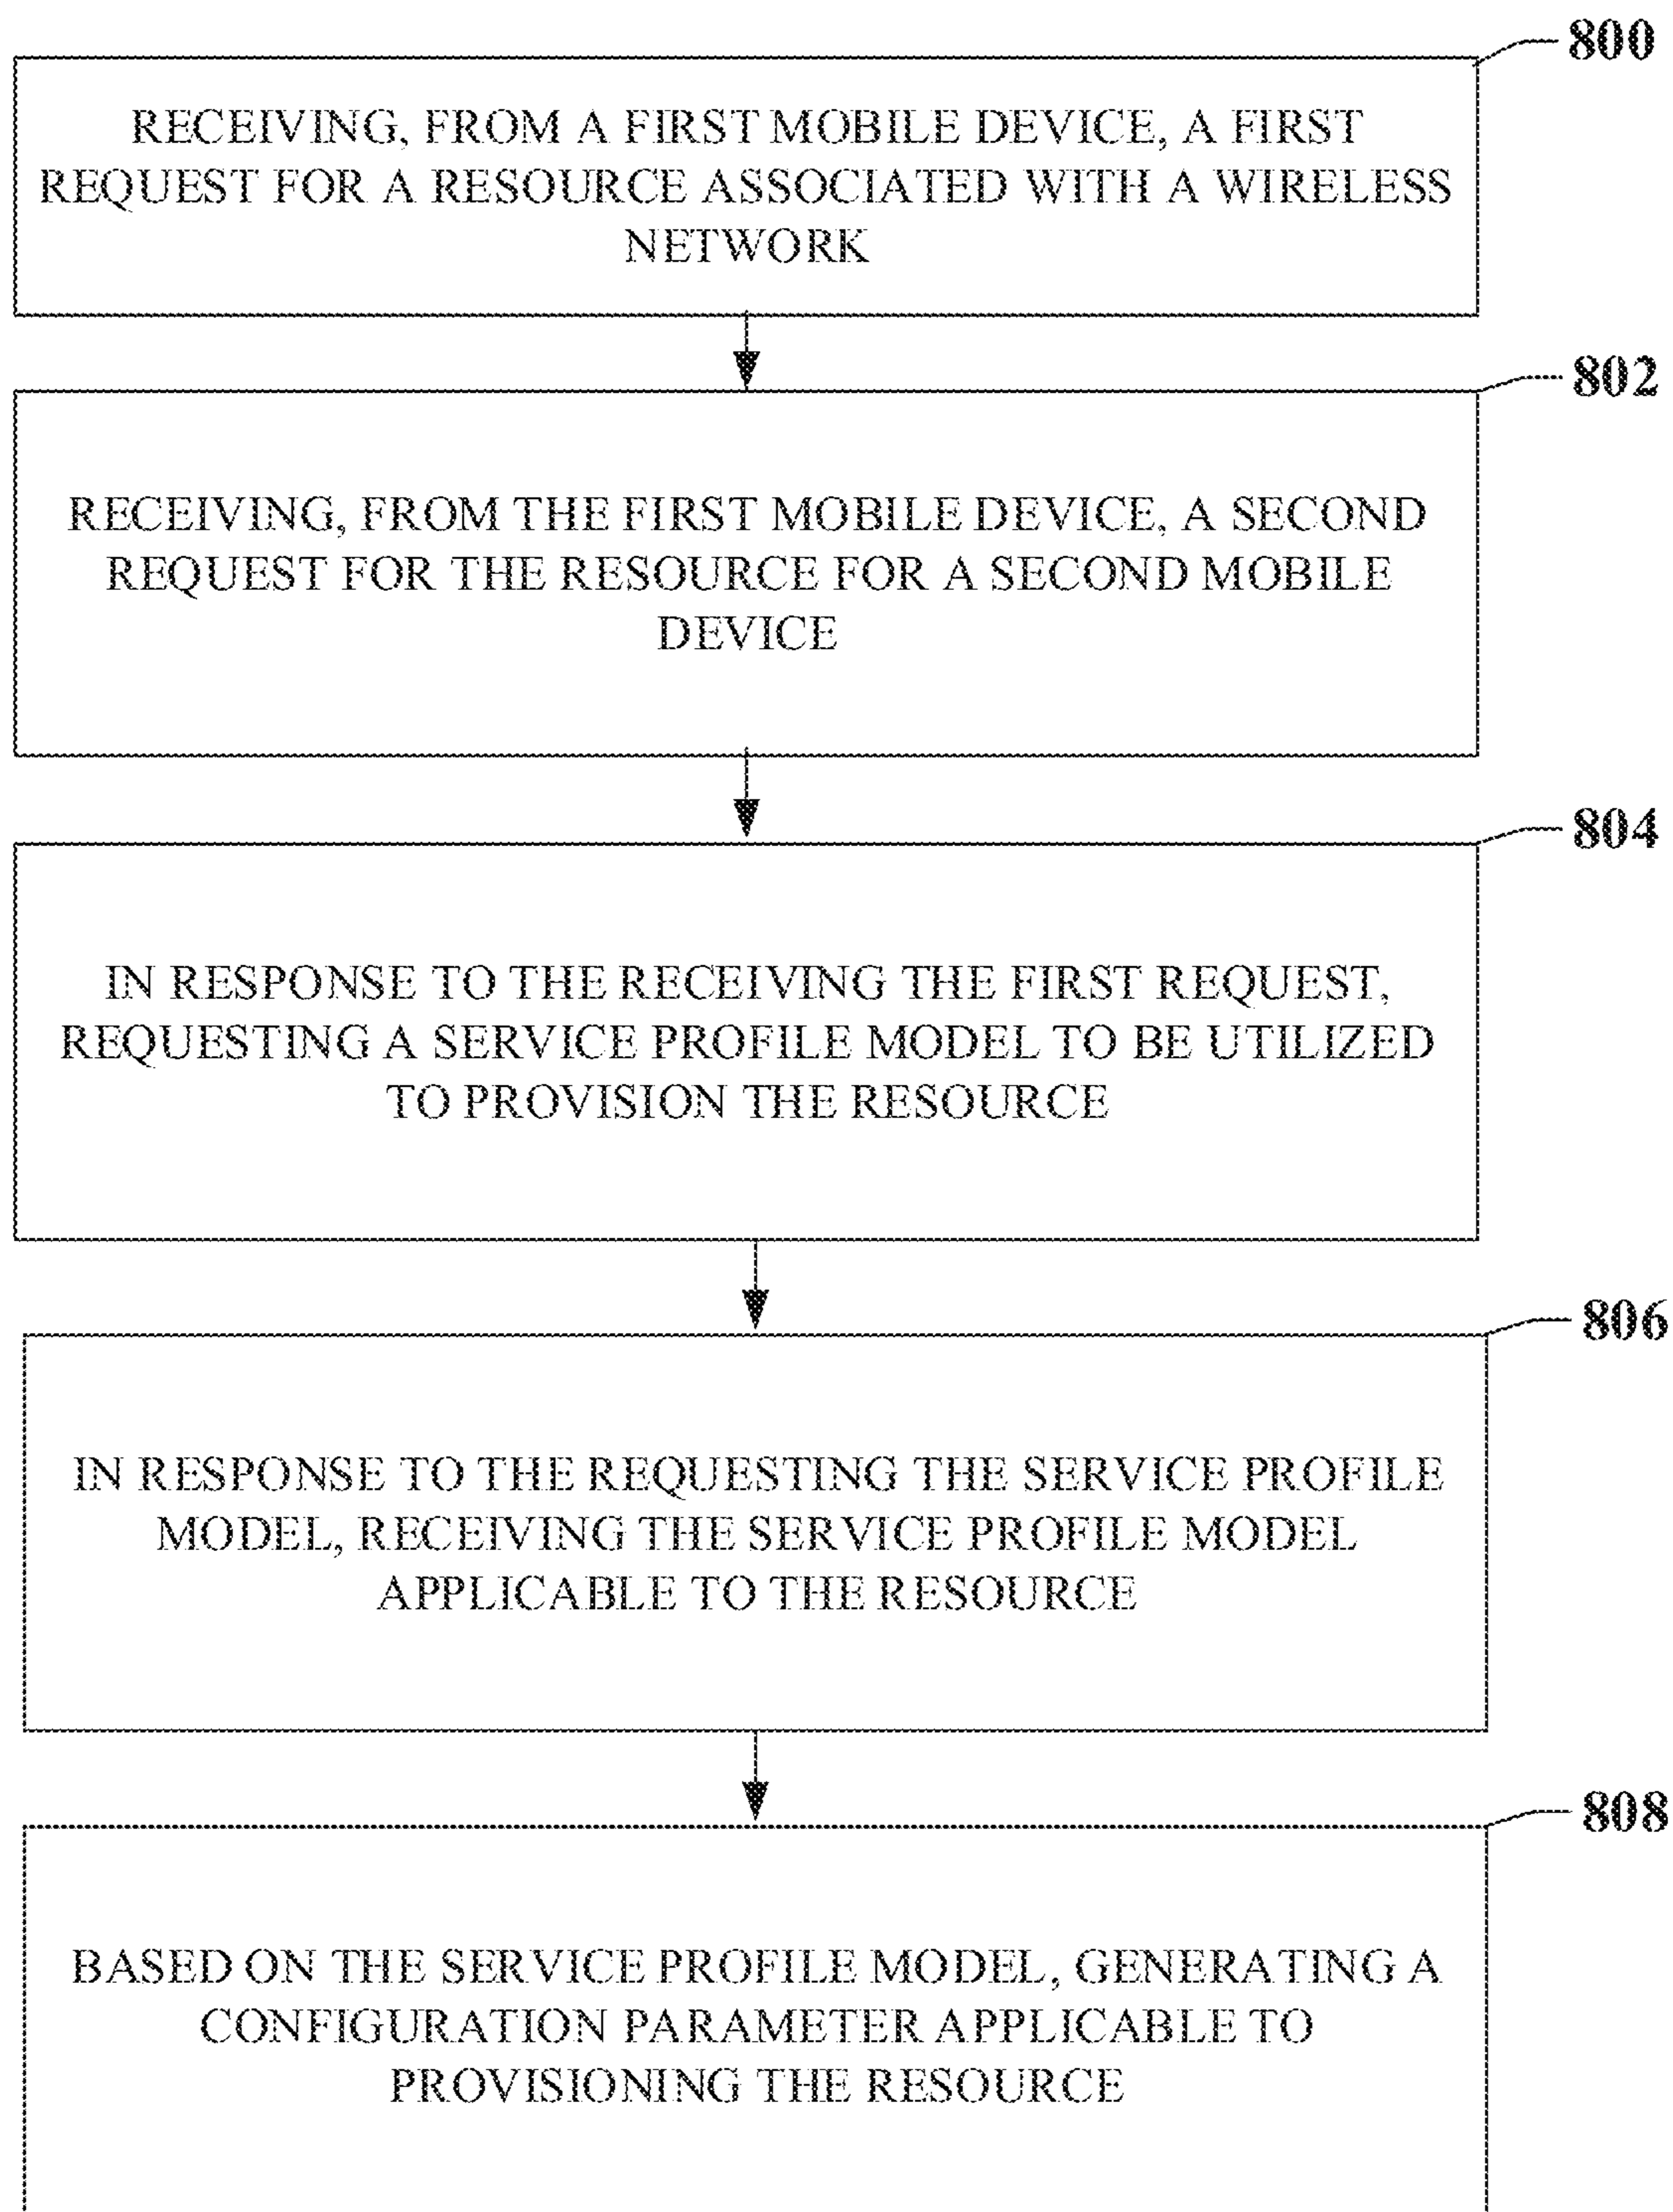 800
RECEIVING, FROM A FIRST MOBILE DEVICE, A FIRST
REQUEST FOR A RESOURCE ASSOCIATED WITH A WIRELESS
NETWORK
802
RECEIVING, FROM THE FIRST MOBILE DEVICE, A SECOND
REQUEST FOR THE RESOURCE FOR A SECOND MOBILE
DEVICE
804
IN RESPONSE TO THE RECEIVING THE FIRST REQUEST,
REQUESTING A SERVICE PROFILE MODEL TO BE UTILIZED
TO PROVISION THE RESOURCE
806
IN RESPONSE TO THE REQUESTING THE SERVICE PROFILE
MODEL, RECEIVING THE SERVICE PROFILE MODEL
APPLICABLE TO THE RESOURCE
808
BASED ON THE SERVICE PROFILE MODEL, GENERATING A
CONFIGURATION PARAMETER APPLICABLE TO
PROVISIONING THE RESOURCE